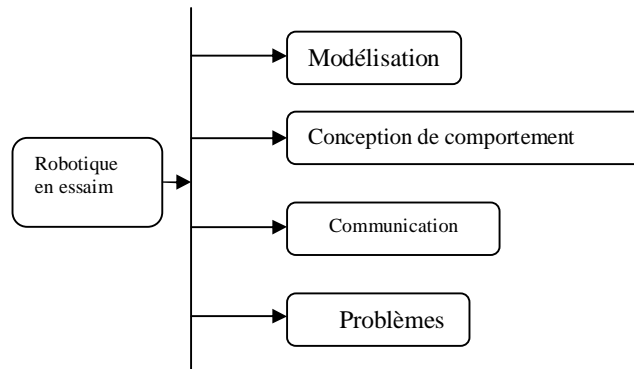 Modélisation
Conception de comportement
Robotique
en essaim
Communication
Problèmes